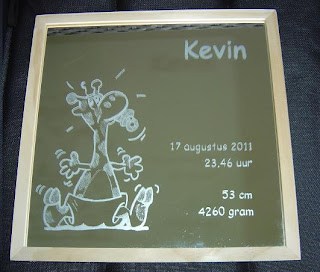 Kevin
17 augustus 2011
23,46 uur
53 cm
4260 gram